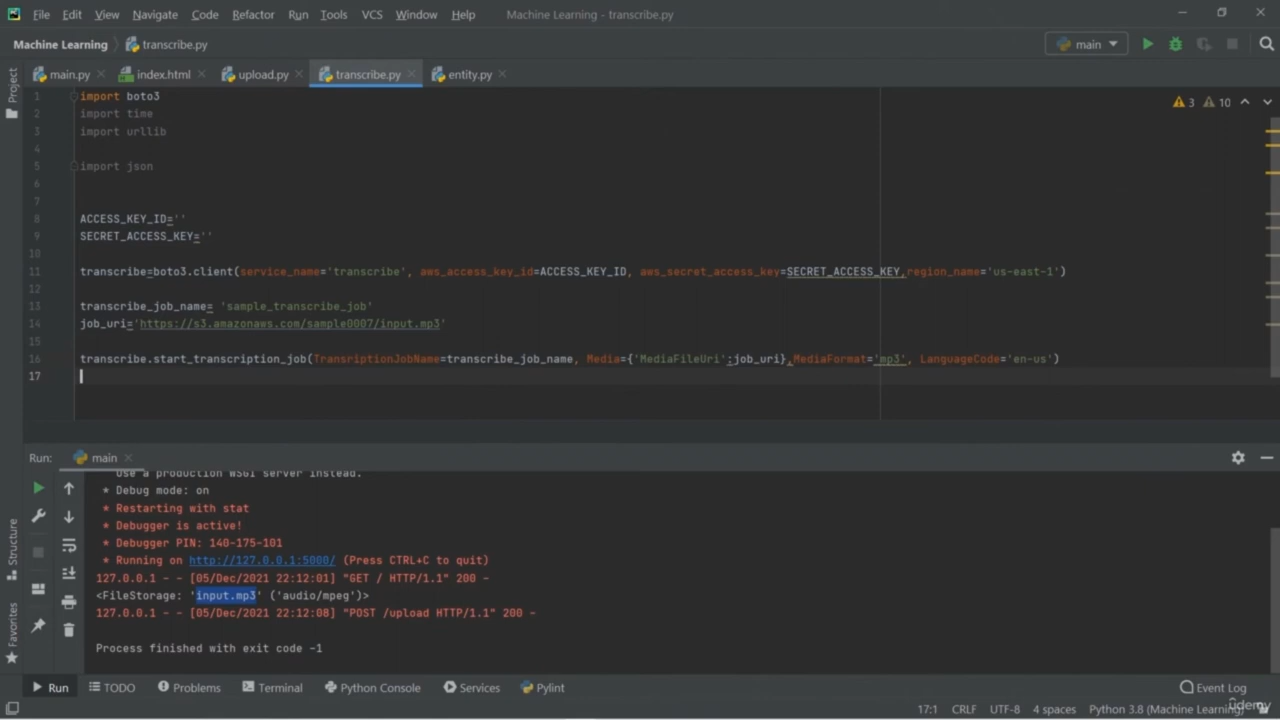 File Edit View Navigate Code Refactor Run Tools VCS Window Help Machine Learning - transcribe.py
Machine Learning transcribe.py main
Project
main.py index.html upload.py transcribe.py entity.py
3 10
1 import boto3
2 import time
3 import urllib
4
5 import json
6
7
8 ACCESS_KEY_ID=''
9 SECRET_ACCESS_KEY=''
10
11 transcribe=boto3.client(service_name='transcribe', aws_access_key_id=ACCESS_KEY_ID, aws_secret_access_key=SECRET_ACCESS_KEY,region_name='us-east-1')
12
13 transcribe_job_name= 'sample_transcribe_job'
14 job_uri='https://s3.amazonaws.com/sample0007/input.mp3'
15
16 transcribe.start_transcription_job(TransriptionJobName=transcribe_job_name, Media={'MediaFileUri':job_uri},MediaFormat='mp3', LanguageCode='en-us')
17
Run: main
Use a production WSGI server instead.
* Debug mode: on
* Restarting with stat
* Debugger is active!
* Debugger PIN: 140-175-101
* Running on http://127.0.0.1:5000/ (Press CTRL+C to quit)
127.0.0.1 - - [05/Dec/2021 22:12:01] "GET / HTTP/1.1" 200 -
<FileStorage: 'input.mp3' ('audio/mpeg')>
127.0.0.1 - - [05/Dec/2021 22:12:08] "POST /upload HTTP/1.1" 200 -
Process finished with exit code -1
Structure
Favorites
Run TODO Problems Terminal Python Console Services Pylint Event Log
17:1 CRLF UTF-8 4 spaces Python 3.8 (Machine Learning)
udemy